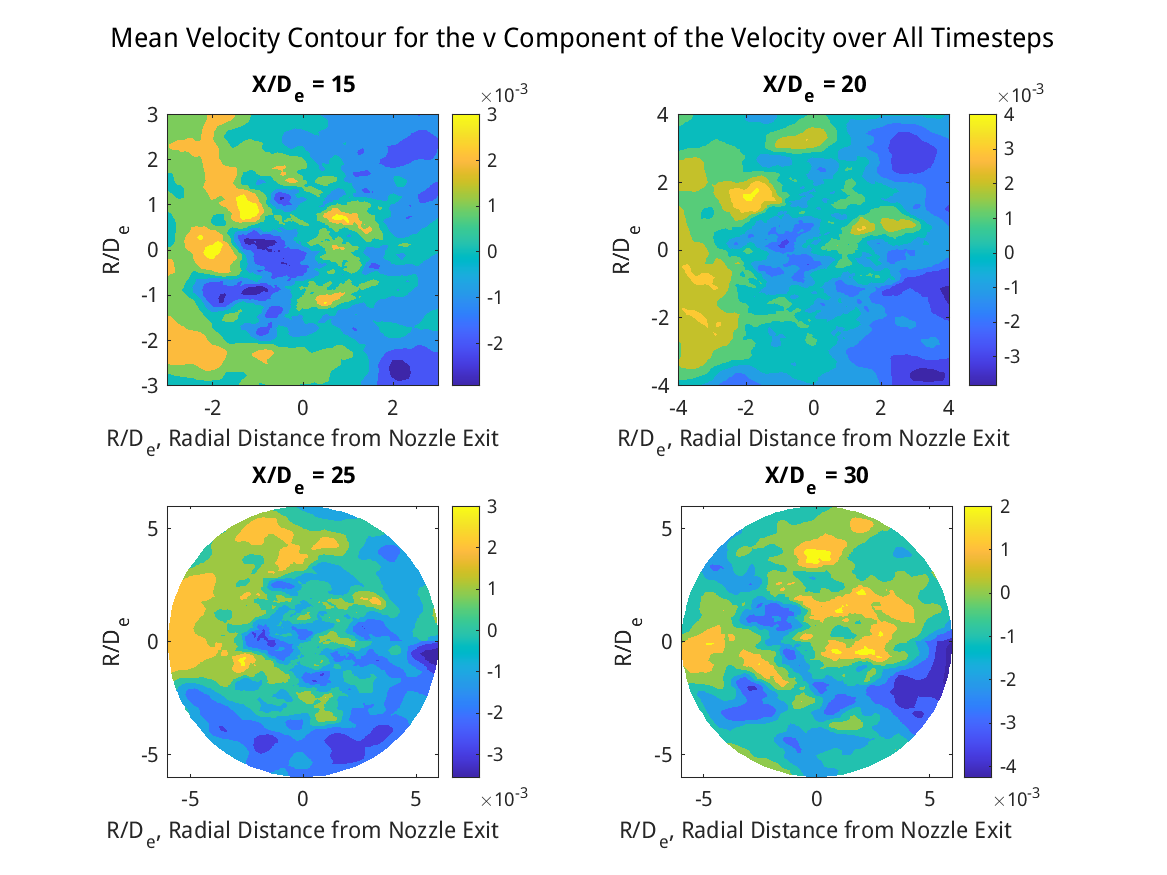 Mean Velocity Contour for the v Component of the Velocity over All Timesteps
X/De = 15
×10-3
3
2
1
0
-1
-2
-3
R/De
-2 0 2
R/De, Radial Distance from Nozzle Exit
3
2
1
0
-1
-2
X/De = 20
×10-3
4
2
0
-2
-4
R/De
-4 -2 0 2 4
R/De, Radial Distance from Nozzle Exit
4
3
2
1
0
-1
-2
-3
X/De = 25
5
0
-5
R/De
-5 0 5
R/De, Radial Distance from Nozzle Exit
3
2
1
0
-1
-2
-3
×10-3
X/De = 30
5
0
-5
R/De
-5 0 5
R/De, Radial Distance from Nozzle Exit
2
1
0
-1
-2
-3
-4
×10-3